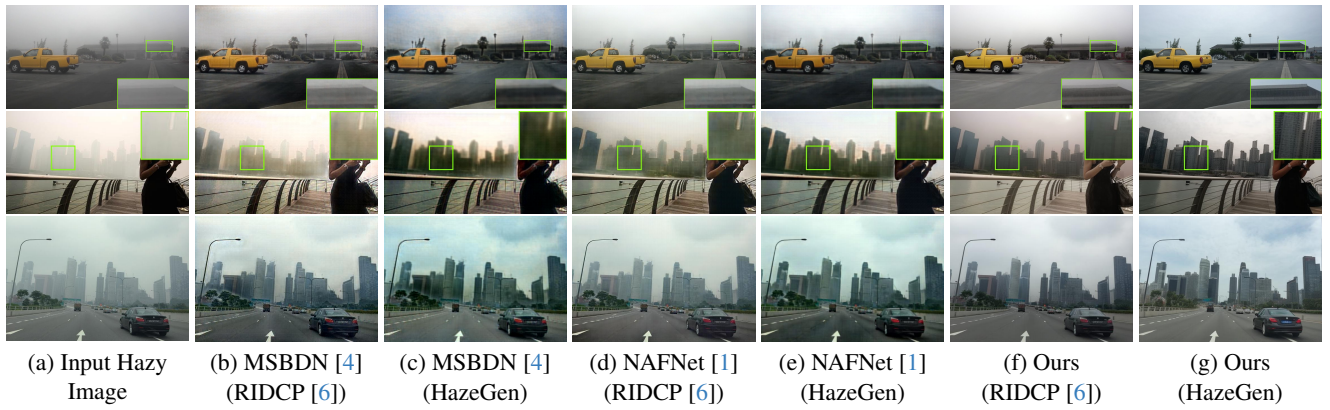 (a) Input Hazy Image
(b) MSBDN [4] (RIDCP [6])
(c) MSBDN [4] (HazeGen)
(d) NAFNet [1] (RIDCP [6])
(e) NAFNet [1] (HazeGen)
(f) Ours (RIDCP [6])
(g) Ours (HazeGen)